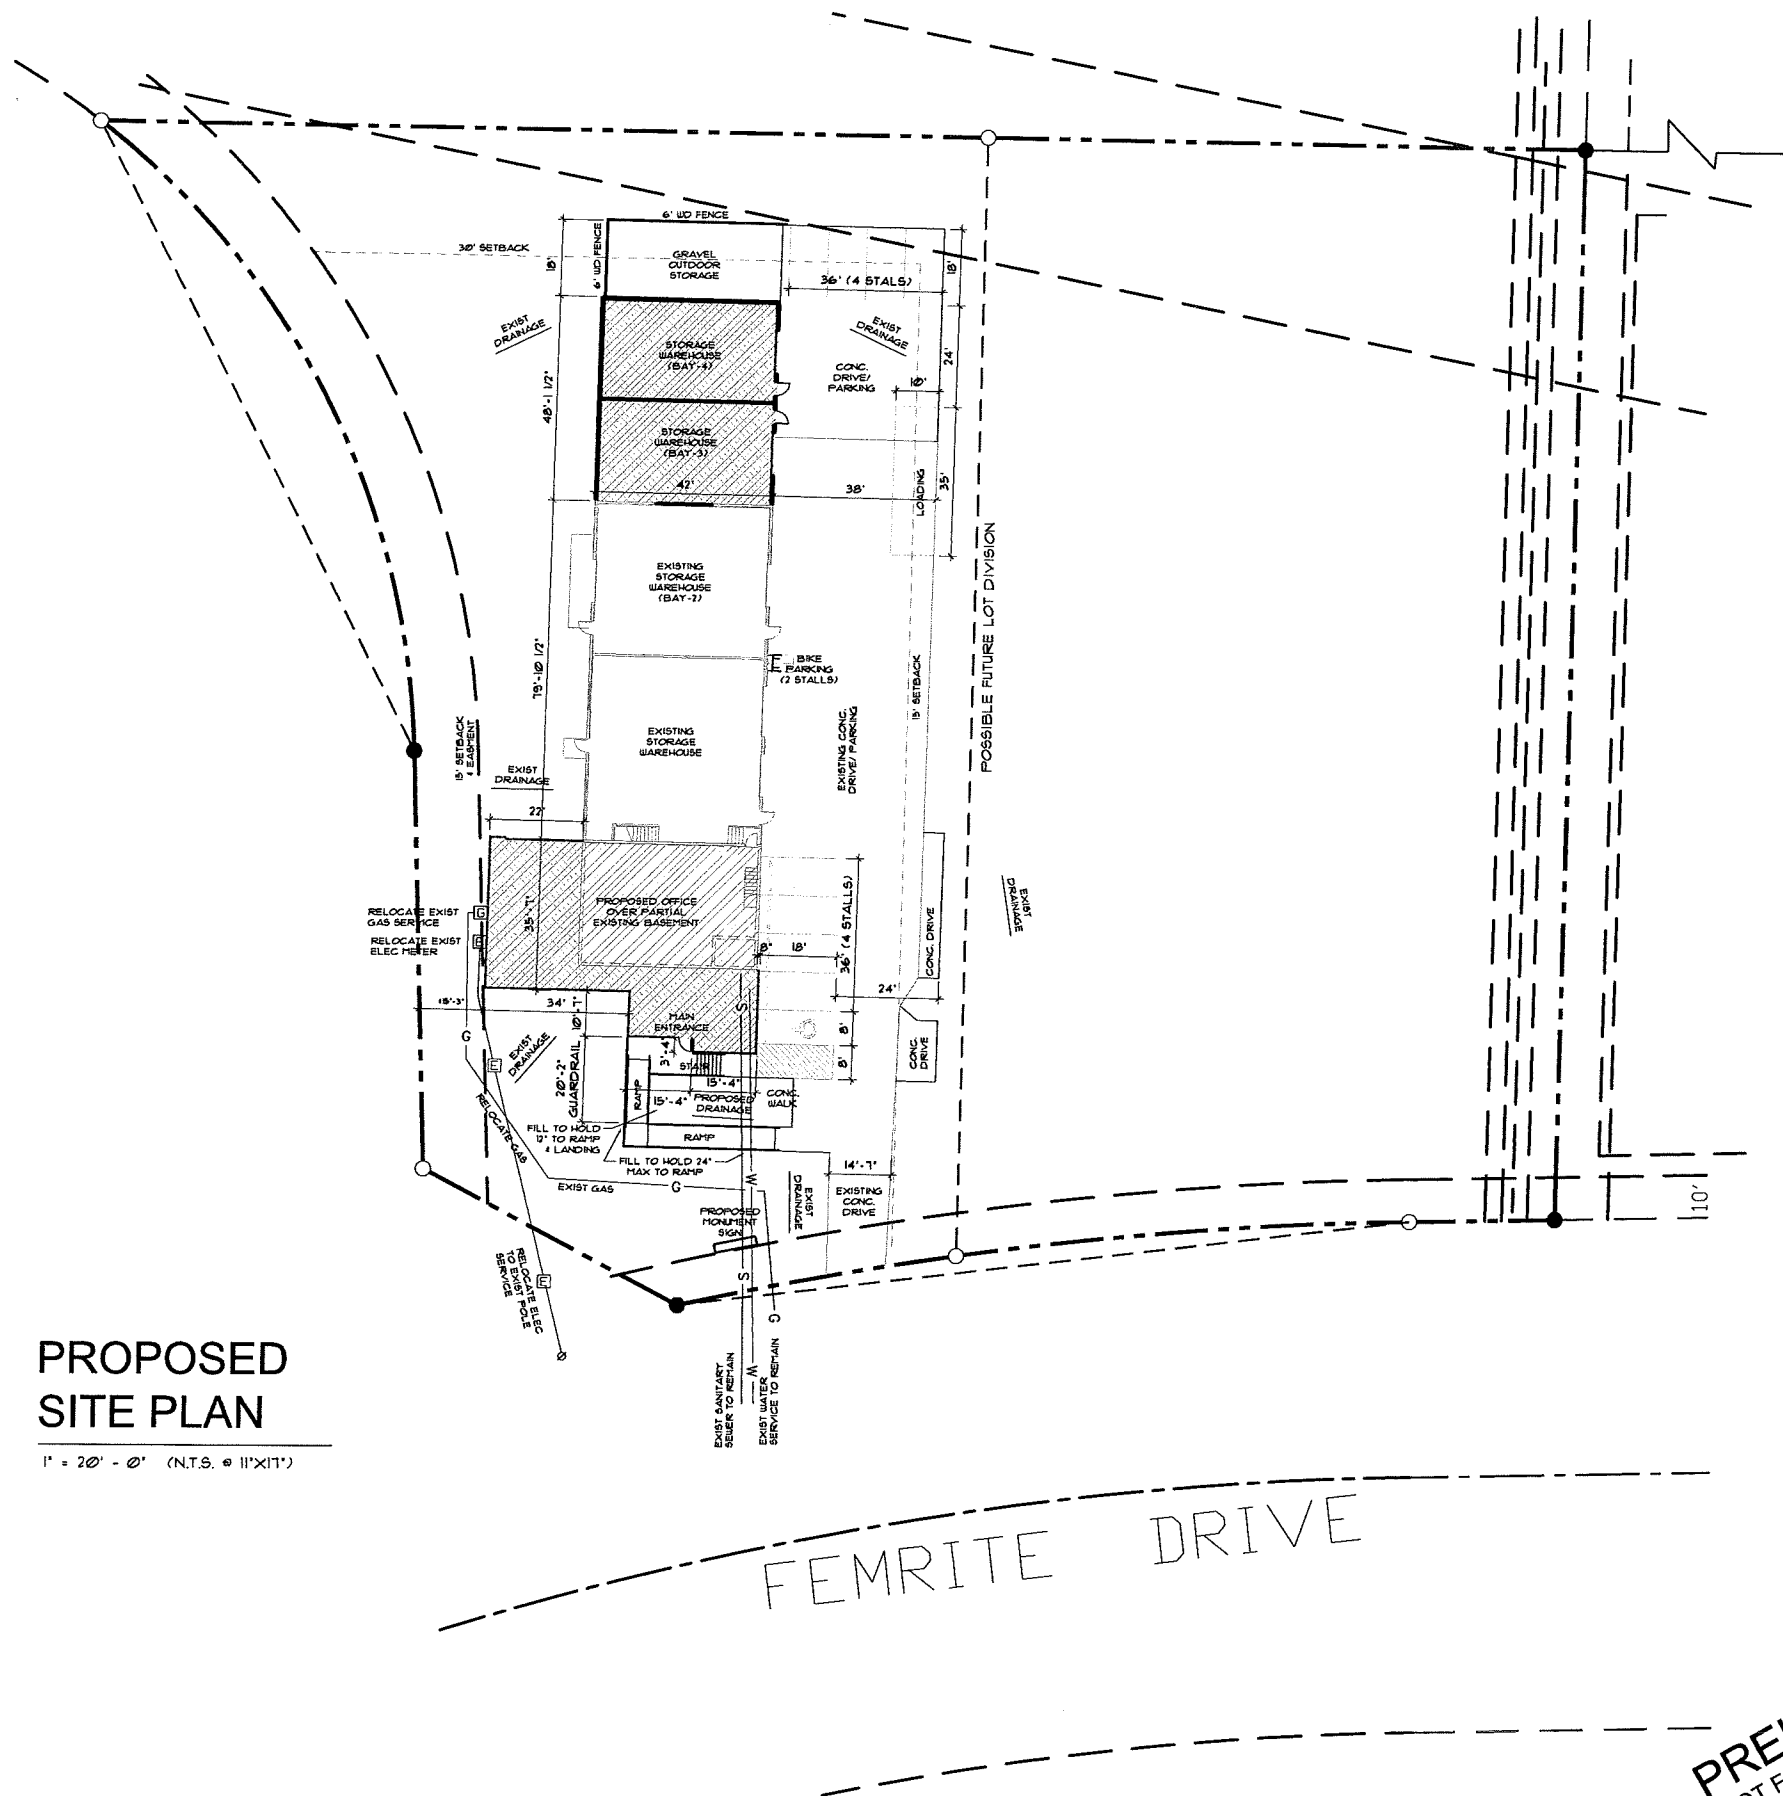 6' WD FENCE
30' SETBACK
18'
6' WD FENCE
GRAVEL
OUTDOOR
STORAGE
36' (4 STALS)
18'
EXIST
DRAINAGE
STORAGE
WAREHOUSE
(BAY-4)
EXIST
DRAINAGE
24'
CONC.
DRIVE/
PARKING
10'
48'-1 1/2"
STORAGE
WAREHOUSE
(BAY-3)
42'
38'
LOADING
35'
EXISTING
STORAGE
WAREHOUSE
(BAY-2)
POSSIBLE FUTURE LOT DIVISION
79'-10 1/2"
BIKE
PARKING
(2 STALLS)
15' SETBACK
15' SETBACK
& EASMENT
EXISTING
STORAGE
WAREHOUSE
EXISTING CONC.
DRIVE/ PARKING
EXIST
DRAINAGE
22'
RELOCATE EXIST
GAS SERVICE
G
RELOCATE EXIST
ELEC METER
E
35'-7"
PROPOSED OFFICE
OVER PARTIAL
EXISTING BASEMENT
36' (4 STALLS)
CONC. DRIVE
EXIST
DRAINAGE
8"
18'
24'
34'
10'-7"
S
MAIN
ENTRANCE
8'
G
EXIST
DRAINAGE
3'-4"
CONC.
DRIVE
8'
E
20'-2"
GUARDRAIL
STAIR
15'-4"
RAMP
15'-4"
PROPOSED
DRAINAGE
CONC.
WALK
RELOCATE GAS
FILL TO HOLD
12" TO RAMP
& LANDING
RAMP
FILL TO HOLD 24"
MAX TO RAMP
14'-7"
EXIST GAS
G
W
EXIST
DRAINAGE
EXISTING
CONC.
DRIVE
10'
PROPOSED
MONUMENT
SIGN
RELOCATE ELEC
TO EXIST POLE
SERVICE
E
S
G
W
EXIST SANITARY
SEWER TO REMAIN
EXIST WATER
SERVICE TO REMAIN
PROPOSED
SITE PLAN
1" = 20' - 0" (N.T.S. @ 11"X17")
FEMRITE DRIVE